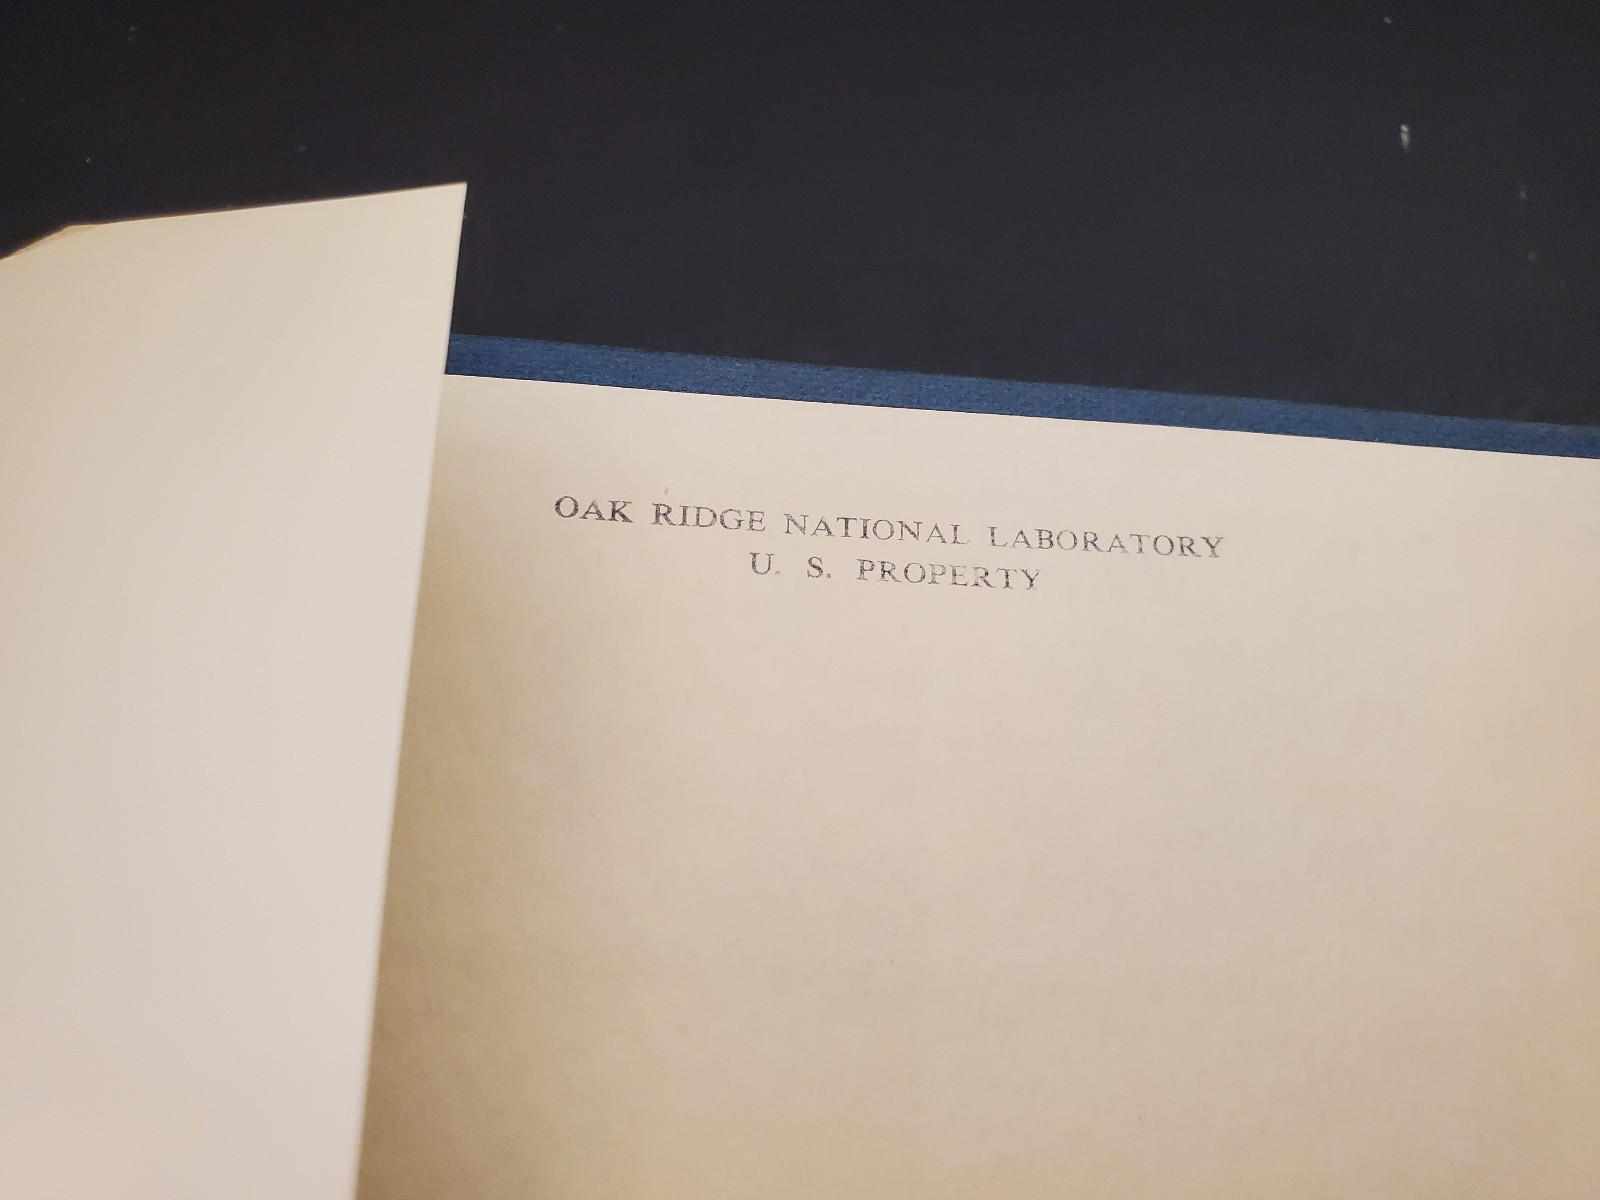 OAK RIDGE NATIONAL LABORATORY
U. S. PROPERTY